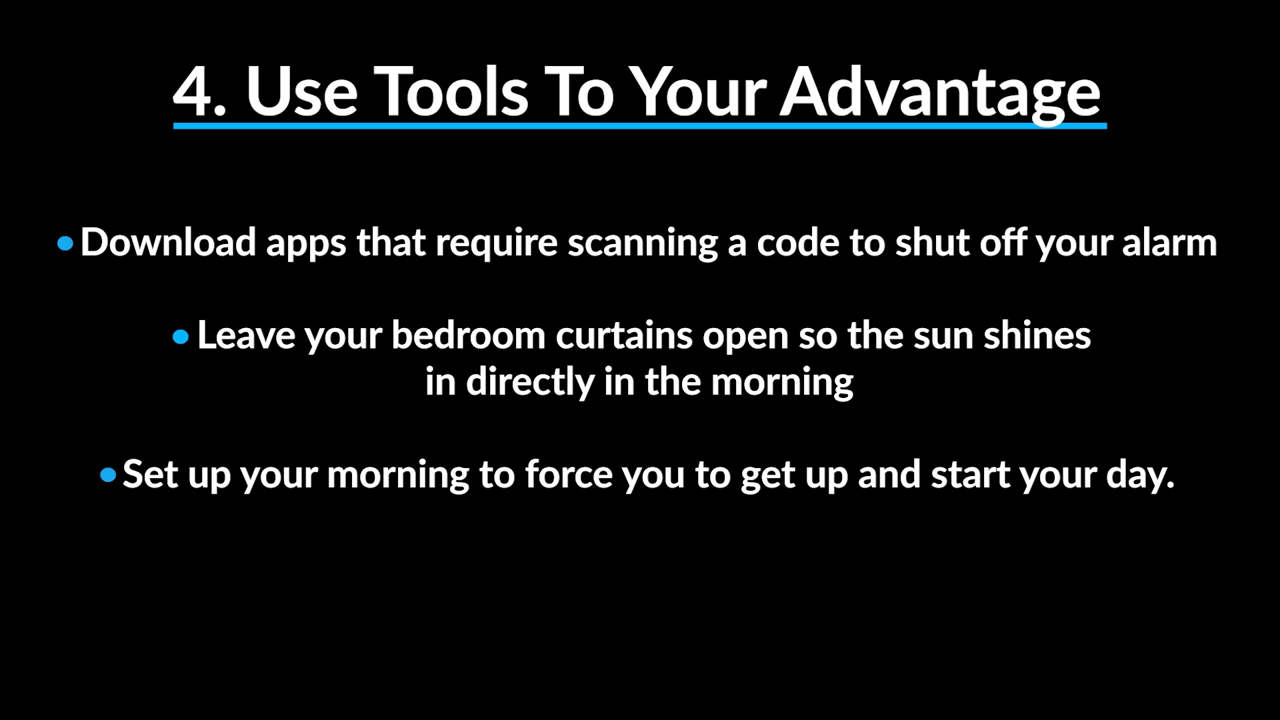 4. Use Tools To Your Advantage
• Download apps that require scanning a code to shut off your alarm
• Leave your bedroom curtains open so the sun shines
in directly in the morning
• Set up your morning to force you to get up and start your day.